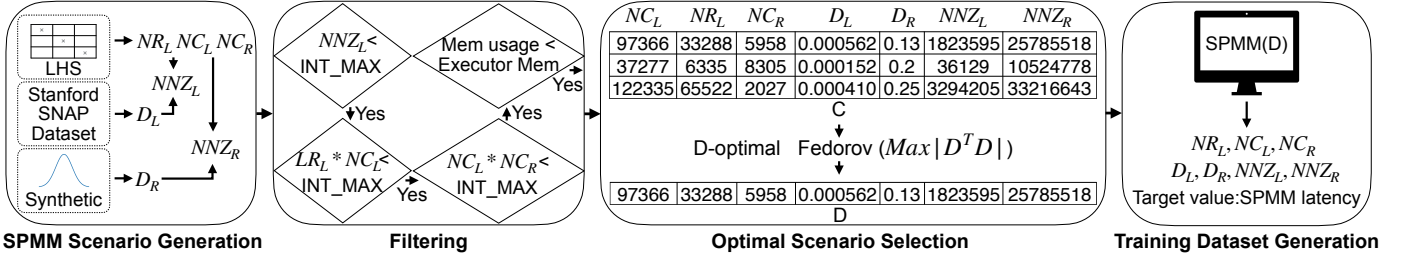 LHS
NR_L NC_L NC_R
NNZ_L
Stanford
SNAP
Dataset
D_L
NNZ_R
D_R
Synthetic
SPMM Scenario Generation
NNZ_L<
INT_MAX
Mem usage <
Executor Mem
Yes
Yes
Yes
LR_L * NC_L<
INT_MAX
Yes
NC_L * NC_R<
INT_MAX
Filtering
NC_L NR_L NC_R D_L D_R NNZ_L NNZ_R
97366 33288 5958 0.000562 0.13 1823595 25785518
37277 6335 8305 0.000152 0.2 36129 10524778
122335 65522 2027 0.000410 0.25 3294205 33216643
C
D-optimal Fedorov (Max|D^T D|)
97366 33288 5958 0.000562 0.13 1823595 25785518
D
Optimal Scenario Selection
SPMM(D)
NR_L, NC_L, NC_R
D_L, D_R, NNZ_L, NNZ_R
Target value:SPMM latency
Training Dataset Generation